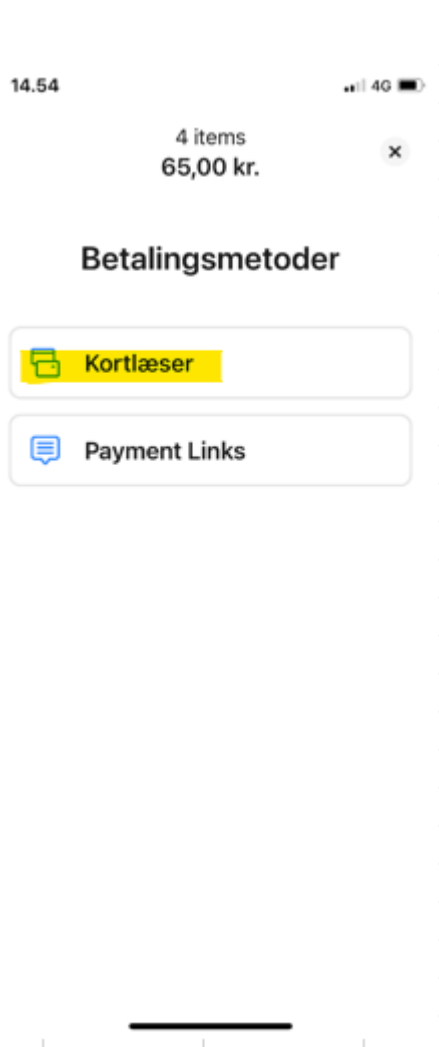 14.54 4G
4 items
65,00 kr.
Betalingsmetoder
Kortlæser
Payment Links